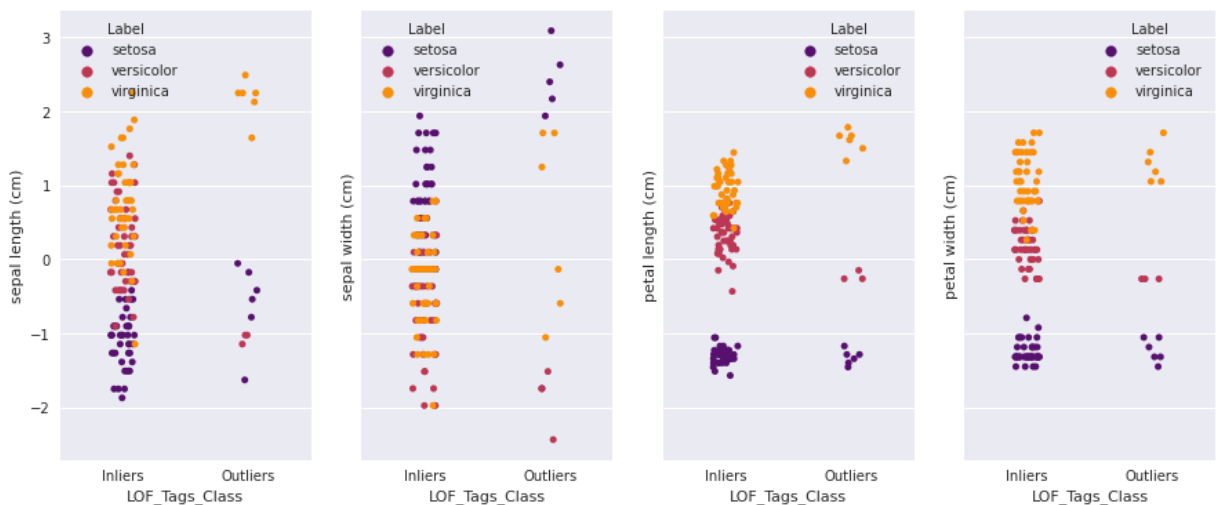 Label
setosa
versicolor
virginica
3
2
1
0
−1
−2
sepal length (cm)
Inliers
Outliers
LOF_Tags_Class
Label
setosa
versicolor
virginica
sepal width (cm)
Inliers
Outliers
LOF_Tags_Class
Label
setosa
versicolor
virginica
petal length (cm)
Inliers
Outliers
LOF_Tags_Class
Label
setosa
versicolor
virginica
petal width (cm)
Inliers
Outliers
LOF_Tags_Class